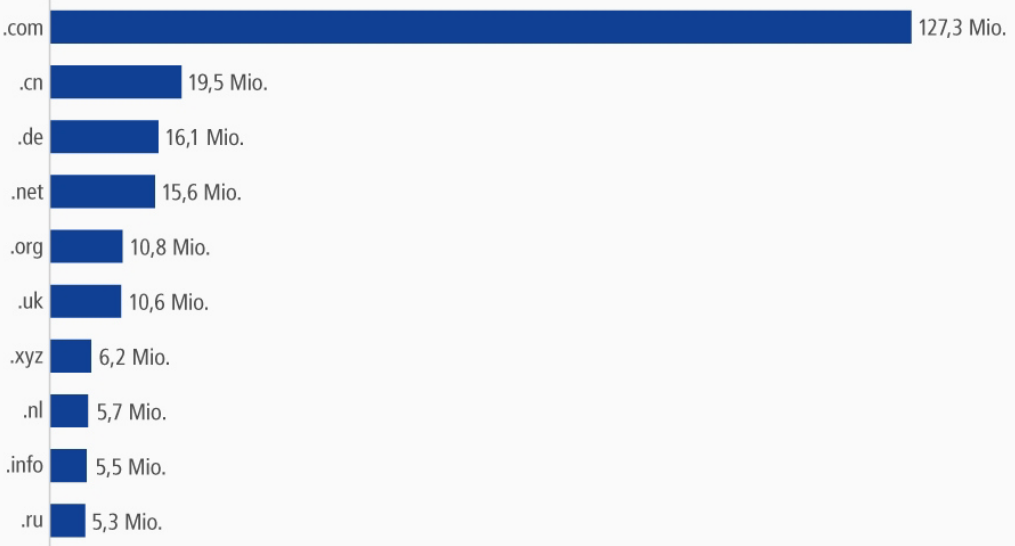 .com 127,3 Mio.
.cn 19,5 Mio.
.de 16,1 Mio.
.net 15,6 Mio.
.org 10,8 Mio.
.uk 10,6 Mio.
.xyz 6,2 Mio.
.nl 5,7 Mio.
.info 5,5 Mio.
.ru 5,3 Mio.